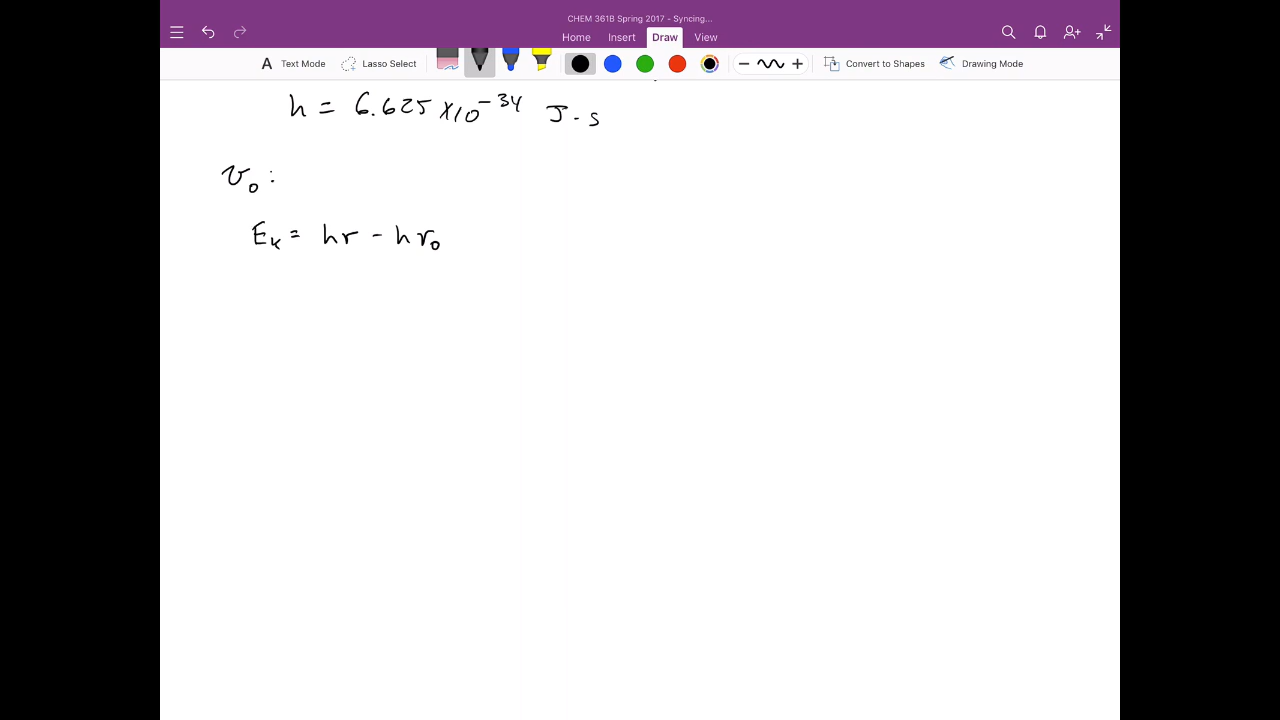 CHEM 361B Spring 2017 - Syncing...
Home Insert Draw View
A Text Mode Lasso Select Convert to Shapes Drawing Mode
h = 6.625 x10⁻³⁴ J·s
ν₀ :
Eₖ = hν - hν₀